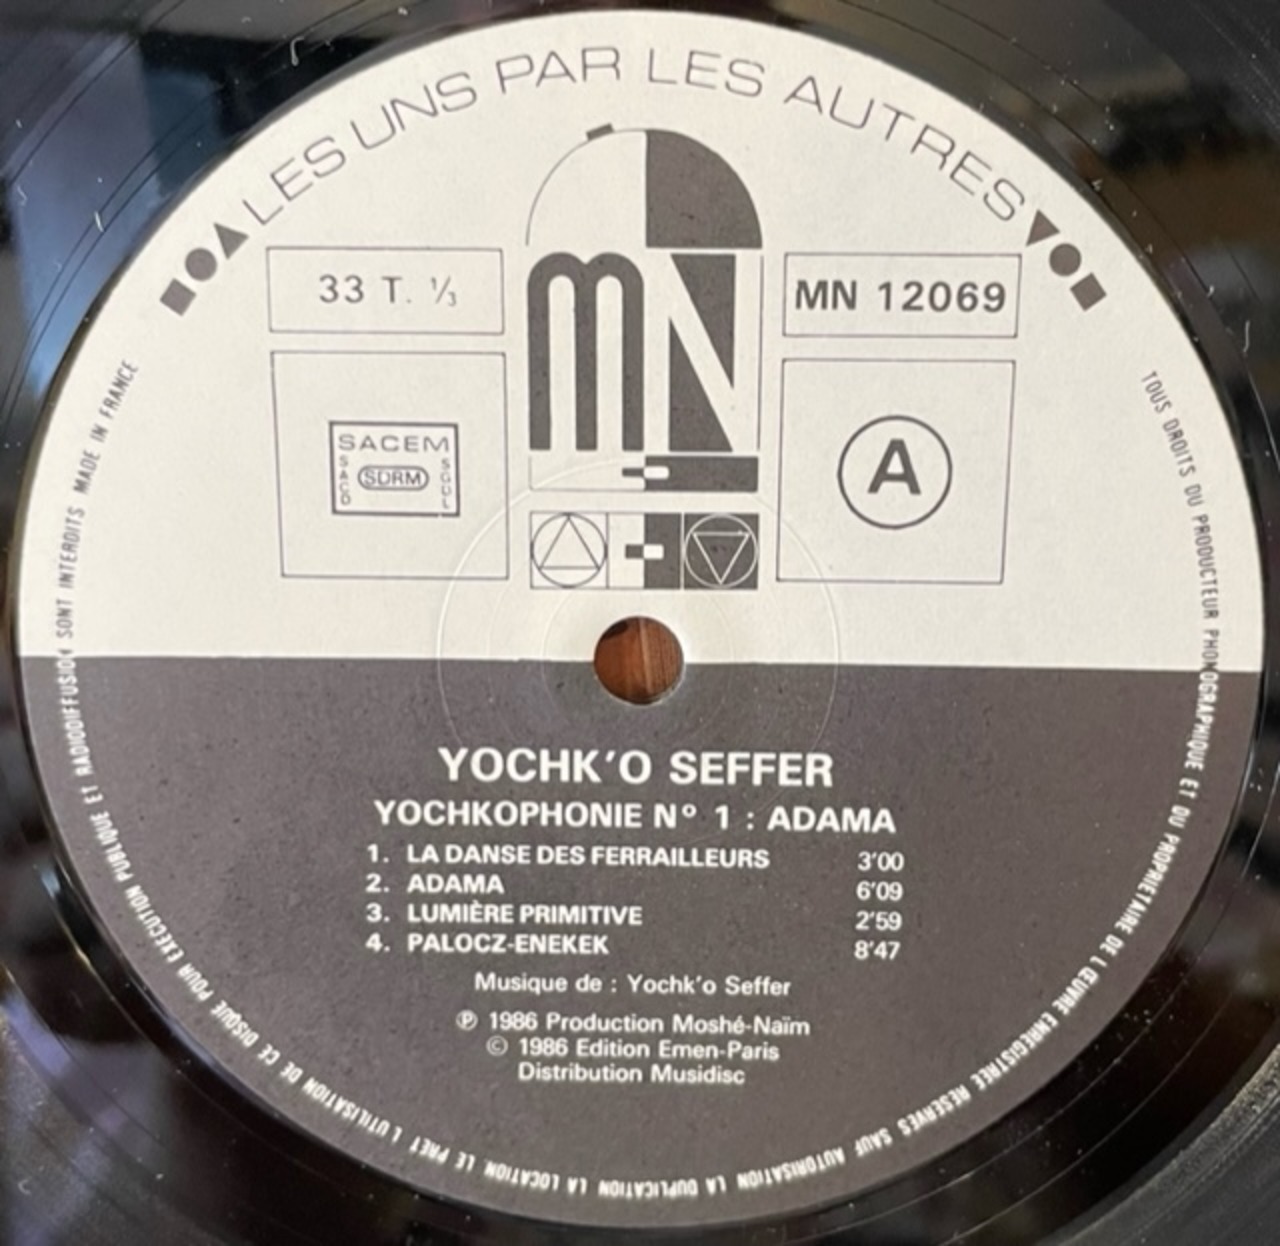 LES UNS PAR LES AUTRES
33 T. ⅓
MN
MN 12069
SACEM
SACD
SDRM
SGDL
A
YOCHK'O SEFFER
YOCHKOPHONIE Nº 1 : ADAMA
1. LA DANSE DES FERRAILLEURS 3'00
2. ADAMA 6'09
3. LUMIÈRE PRIMITIVE 2'59
4. PALOCZ-ENEKEK 8'47
Musique de : Yochk'o Seffer
℗ 1986 Production Moshé-Naïm
© 1986 Edition Emen-Paris
Distribution Musidisc
TOUS DROITS DU PRODUCTEUR PHONOGRAPHIQUE ET DU PROPRIETAIRE DE L ŒUVRE ENREGISTREE RESERVES SAUF AUTORISATION LA DUPLICATION LA LOCATION LE PRET L UTILISATION DE CE DISQUE POUR EXECUTION PUBLIQUE ET RADIODIFFUSION SONT INTERDITS MADE IN FRANCE